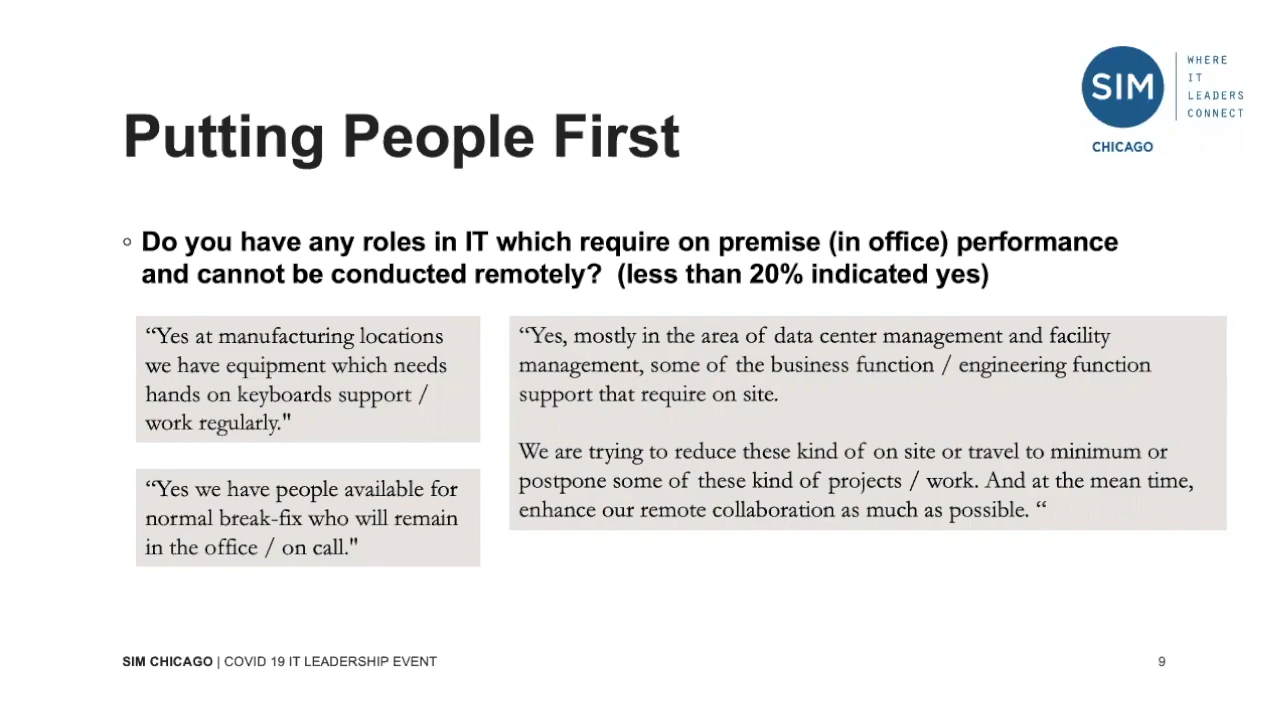 SIM
WHERE
IT
LEADERS
CONNECT
CHICAGO
Putting People First
◦ Do you have any roles in IT which require on premise (in office) performance
and cannot be conducted remotely?  (less than 20% indicated yes)
“Yes at manufacturing locations
we have equipment which needs
hands on keyboards support /
work regularly."
“Yes we have people available for
normal break-fix who will remain
in the office / on call."
“Yes, mostly in the area of data center management and facility
management, some of the business function / engineering function
support that require on site.
We are trying to reduce these kind of on site or travel to minimum or
postpone some of these kind of projects / work. And at the mean time,
enhance our remote collaboration as much as possible. “
SIM CHICAGO | COVID 19 IT LEADERSHIP EVENT
9